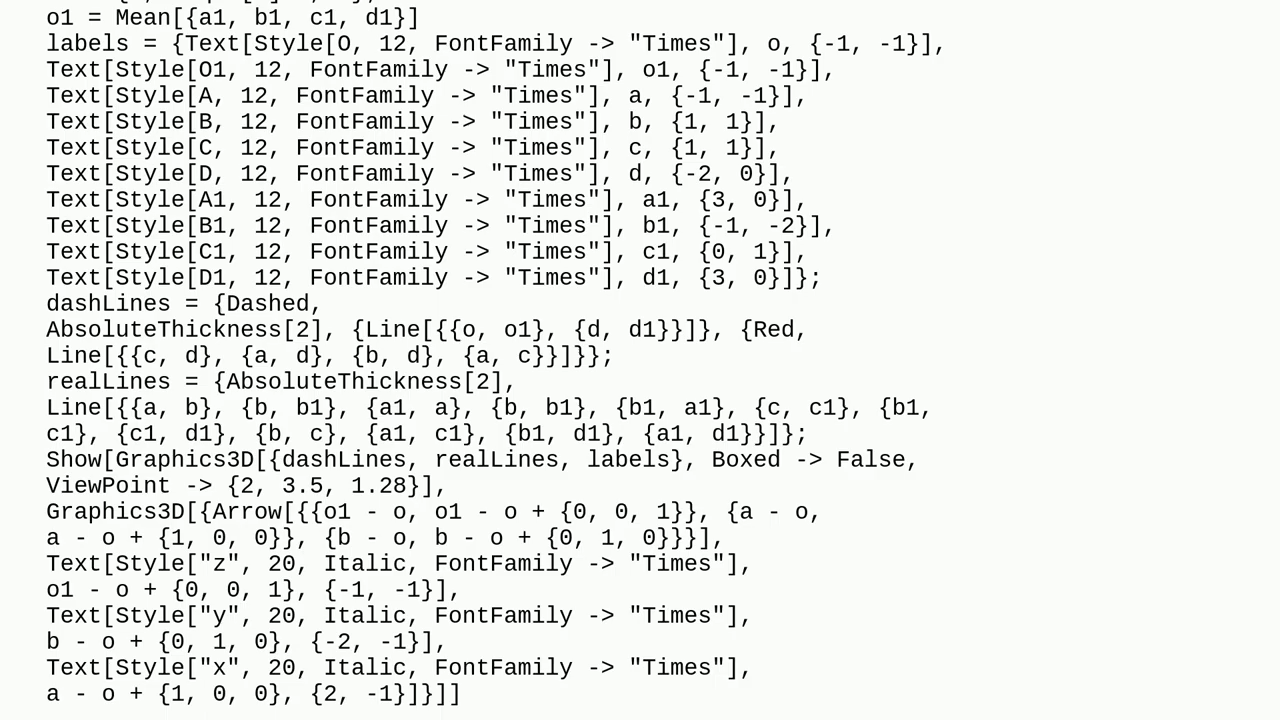 o1 = Mean[{a1, b1, c1, d1}]
labels = {Text[Style[O, 12, FontFamily -> "Times"], o, {-1, -1}],
Text[Style[O1, 12, FontFamily -> "Times"], o1, {-1, -1}],
Text[Style[A, 12, FontFamily -> "Times"], a, {-1, -1}],
Text[Style[B, 12, FontFamily -> "Times"], b, {1, 1}],
Text[Style[C, 12, FontFamily -> "Times"], c, {1, 1}],
Text[Style[D, 12, FontFamily -> "Times"], d, {-2, 0}],
Text[Style[A1, 12, FontFamily -> "Times"], a1, {3, 0}],
Text[Style[B1, 12, FontFamily -> "Times"], b1, {-1, -2}],
Text[Style[C1, 12, FontFamily -> "Times"], c1, {0, 1}],
Text[Style[D1, 12, FontFamily -> "Times"], d1, {3, 0}]};
dashLines = {Dashed,
AbsoluteThickness[2], {Line[{{o, o1}, {d, d1}}]}, {Red,
Line[{{c, d}, {a, d}, {b, d}, {a, c}}]}};
realLines = {AbsoluteThickness[2],
Line[{{a, b}, {b, b1}, {a1, a}, {b, b1}, {b1, a1}, {c, c1}, {b1,
c1}, {c1, d1}, {b, c}, {a1, c1}, {b1, d1}, {a1, d1}}]};
Show[Graphics3D[{dashLines, realLines, labels}, Boxed -> False,
ViewPoint -> {2, 3.5, 1.28}],
Graphics3D[{Arrow[{{o1 - o, o1 - o + {0, 0, 1}}, {a - o,
a - o + {1, 0, 0}}, {b - o, b - o + {0, 1, 0}}}],
Text[Style["z", 20, Italic, FontFamily -> "Times"],
o1 - o + {0, 0, 1}, {-1, -1}],
Text[Style["y", 20, Italic, FontFamily -> "Times"],
b - o + {0, 1, 0}, {-2, -1}],
Text[Style["x", 20, Italic, FontFamily -> "Times"],
a - o + {1, 0, 0}, {2, -1}]}]]